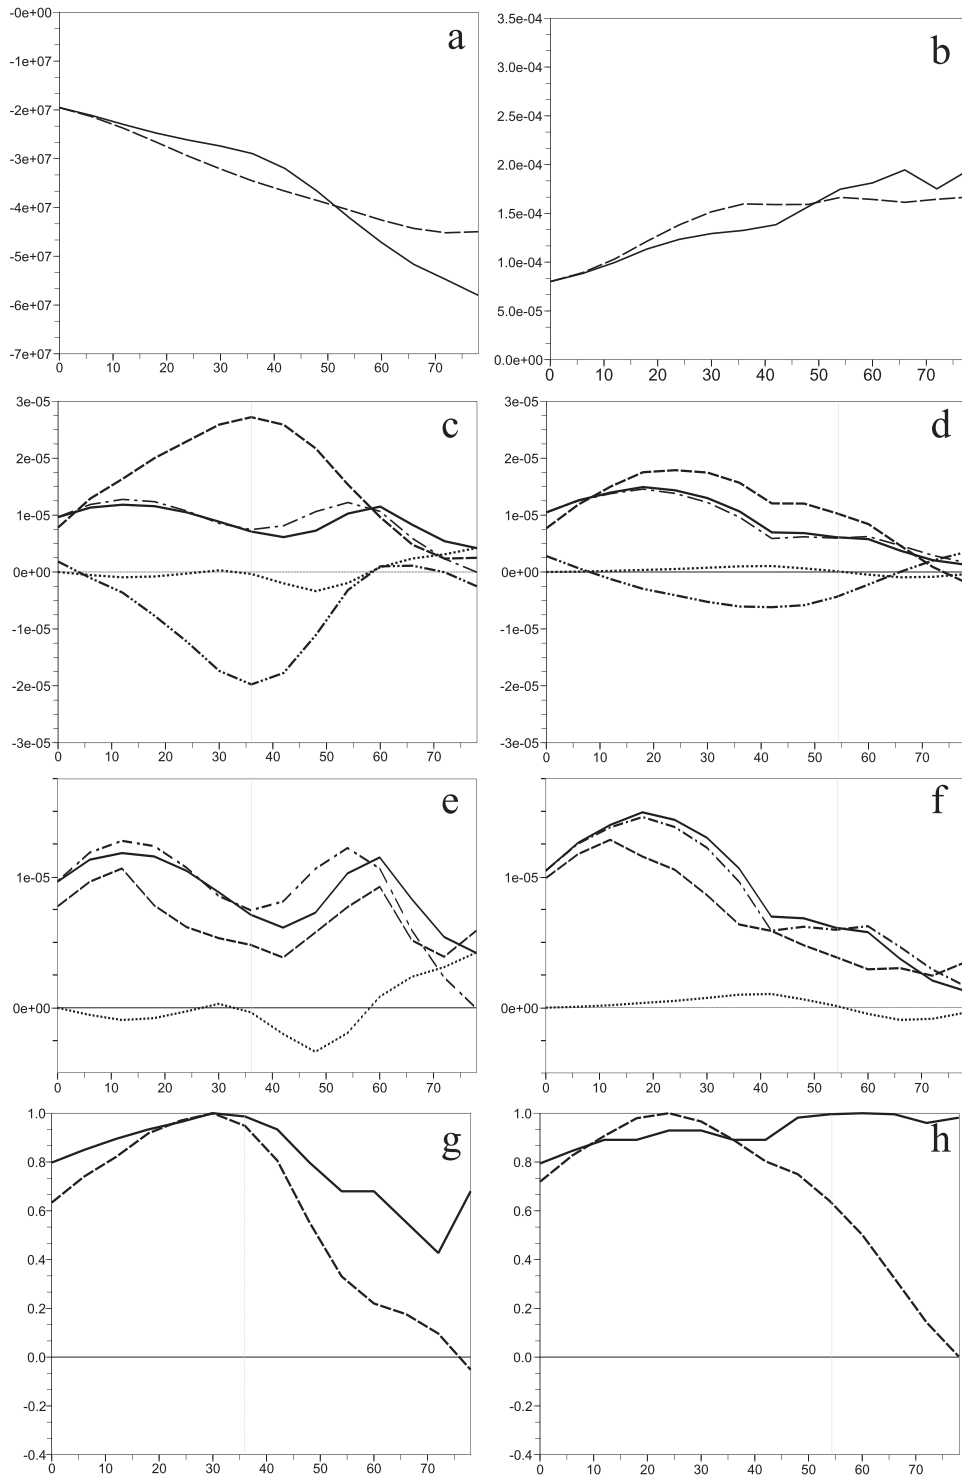 -0e+00
-1e+07
-2e+07
-3e+07
-4e+07
-5e+07
-6e+07
-7e+07
a
0 10 20 30 40 50 60 70
3.5e-04
3.0e-04
2.5e-04
2.0e-04
1.5e-04
1.0e-04
5.0e-05
0.0e+00
b
0 10 20 30 40 50 60 70
3e-05
2e-05
1e-05
0e+00
-1e-05
-2e-05
-3e-05
c
0 10 20 30 40 50 60 70
3e-05
2e-05
1e-05
0e+00
-1e-05
-2e-05
-3e-05
d
0 10 20 30 40 50 60 70
1e-05
0e+00
e
0 10 20 30 40 50 60 70
1e-05
0e+00
f
0 10 20 30 40 50 60 70
1.0
0.8
0.6
0.4
0.2
0.0
-0.2
-0.4
g
0 10 20 30 40 50 60 70
1.0
0.8
0.6
0.4
0.2
0.0
-0.2
-0.4
h
0 10 20 30 40 50 60 70